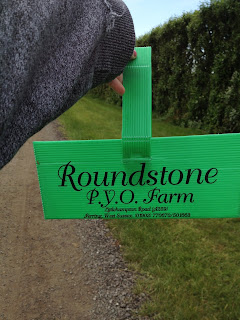 Roundstone
P.Y.O. Farm
Littlehampton Road (A259)
Ferring, West Sussex